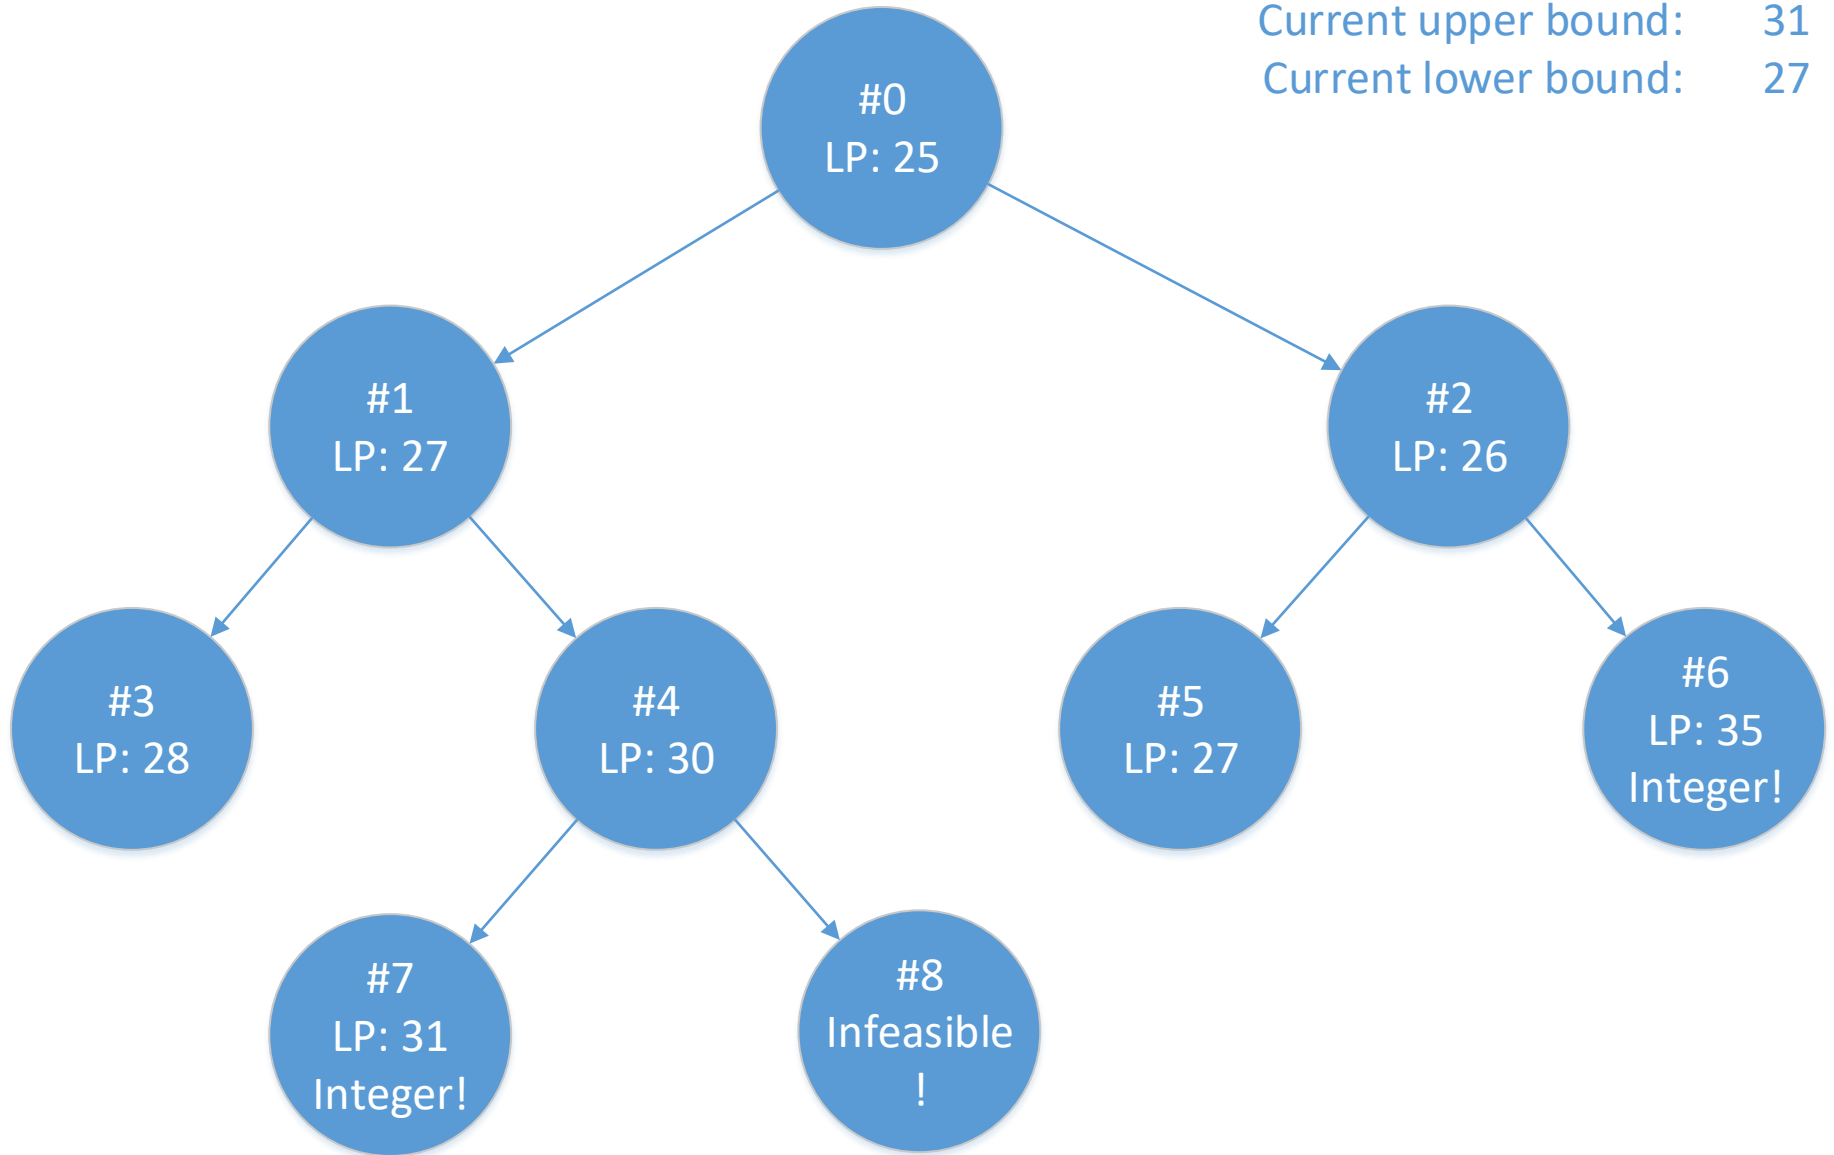 Current upper bound: 31
Current lower bound: 27
#0
LP: 25
#1
LP: 27
#2
LP: 26
#3
LP: 28
#4
LP: 30
#5
LP: 27
#6
LP: 35
Integer!
#7
LP: 31
Integer!
#8
Infeasible
!